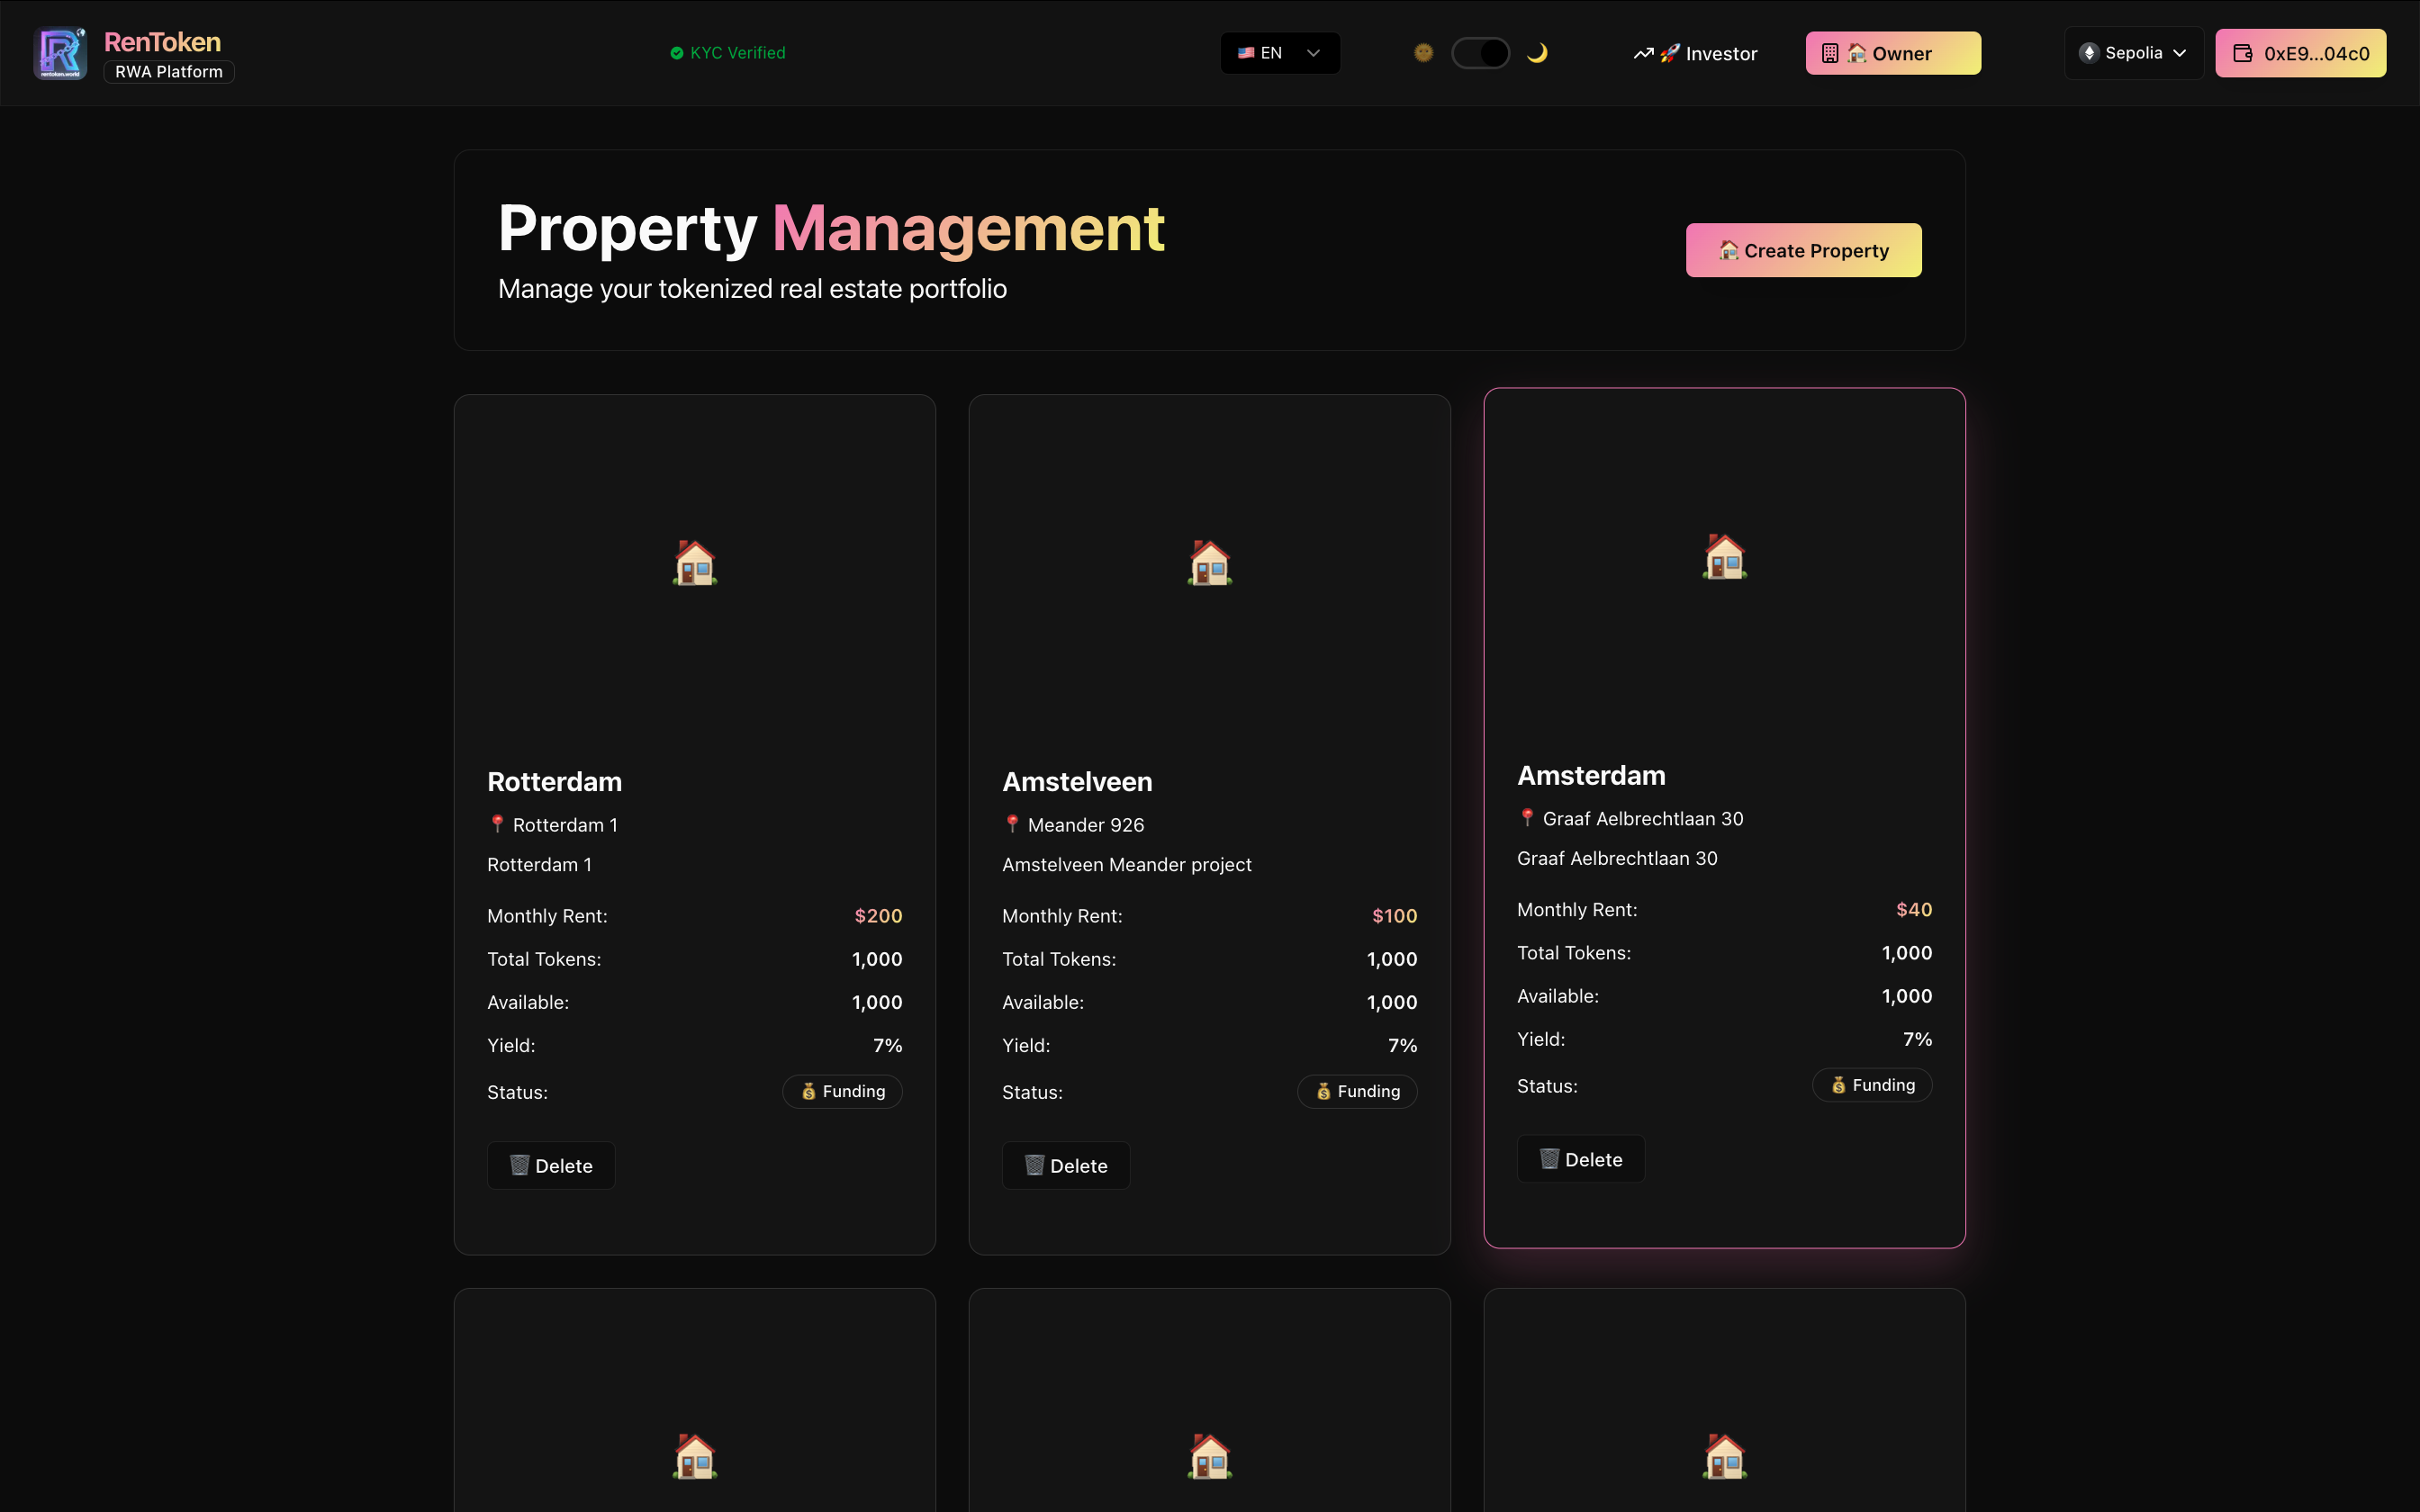 RenToken
RWA Platform
KYC Verified
EN
Investor
Owner
Sepolia
0xE9...04c0
Property Management
Manage your tokenized real estate portfolio
Create Property
Rotterdam
Rotterdam 1
Rotterdam 1
Monthly Rent: $200
Total Tokens: 1,000
Available: 1,000
Yield: 7%
Status: Funding
Delete
Amstelveen
Meander 926
Amstelveen Meander project
Monthly Rent: $100
Total Tokens: 1,000
Available: 1,000
Yield: 7%
Status: Funding
Delete
Amsterdam
Graaf Aelbrechtlaan 30
Graaf Aelbrechtlaan 30
Monthly Rent: $40
Total Tokens: 1,000
Available: 1,000
Yield: 7%
Status: Funding
Delete